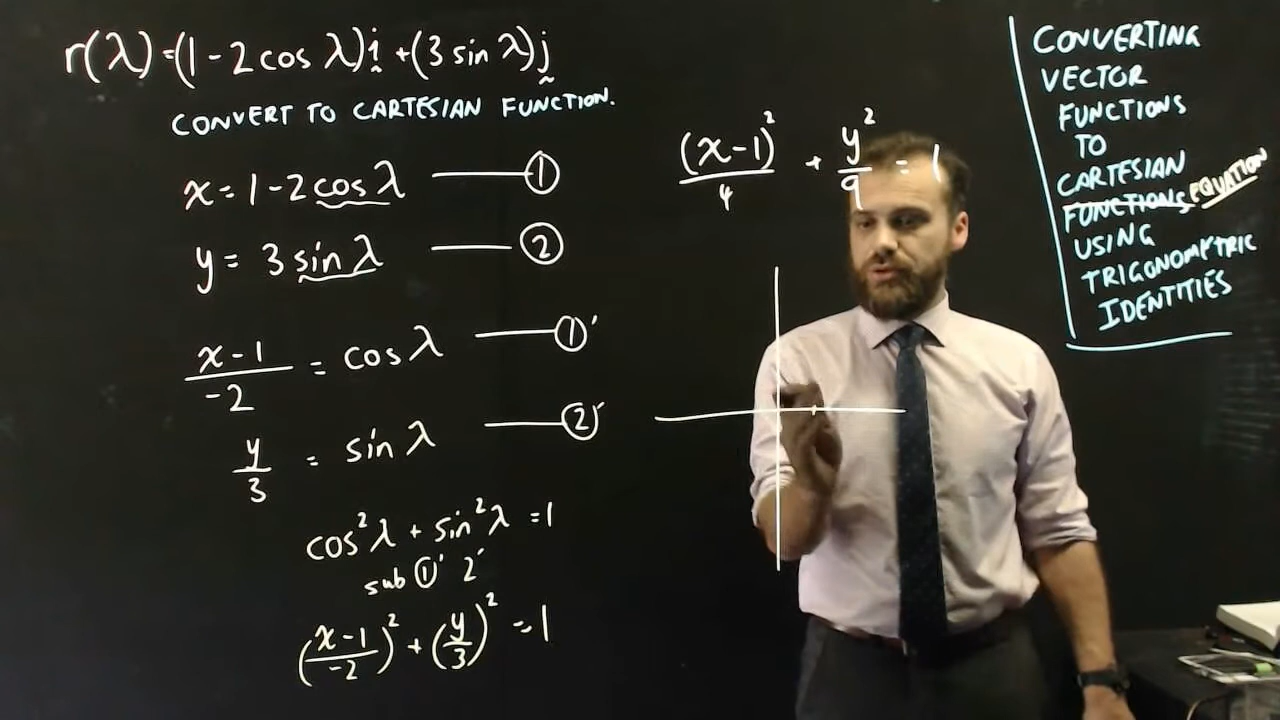 r(λ)=(1-2cos λ)i +(3 sin λ)j
CONVERT TO CARTESIAN FUNCTION.
x = 1-2 cos λ ——— ①
y = 3 sin λ ——— ②
(x-1)/-2 = cos λ ——— ①′
y/3 = sin λ ——— ②′
cos²λ + sin²λ = 1
sub ①′ 2′
((x-1)/-2)² + (y/3)² = 1
(x-1)²/4 + y²/9 = 1
CONVERTING
VECTOR
FUNCTIONS
TO
CARTESIAN
FUNCTIONS EQUATION
USING
TRIGONOMETRIC
IDENTITIES